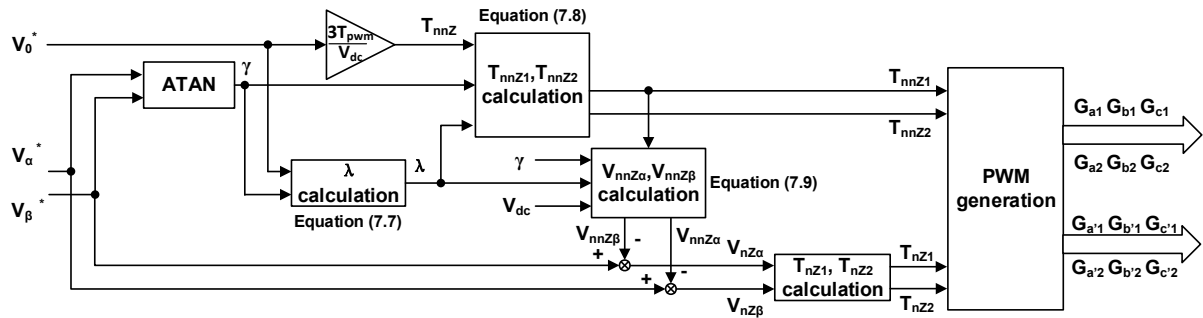 Equation (7.8)
V₀*
3Tpwm
Vdc
TnnZ
TnnZ1,TnnZ2
calculation
ATAN
γ
TnnZ1
TnnZ2
Vα*
Vβ*
λ
calculation
λ
Equation (7.7)
γ
Vdc
VnnZα,VnnZβ
calculation
Equation (7.9)
VnnZβ
-
VnnZα
-
+
+
VnZα
VnZβ
TnZ1, TnZ2
calculation
TnZ1
TnZ2
PWM
generation
Ga1 Gb1 Gc1
Ga2 Gb2 Gc2
Ga'1 Gb'1 Gc'1
Ga'2 Gb'2 Gc'2